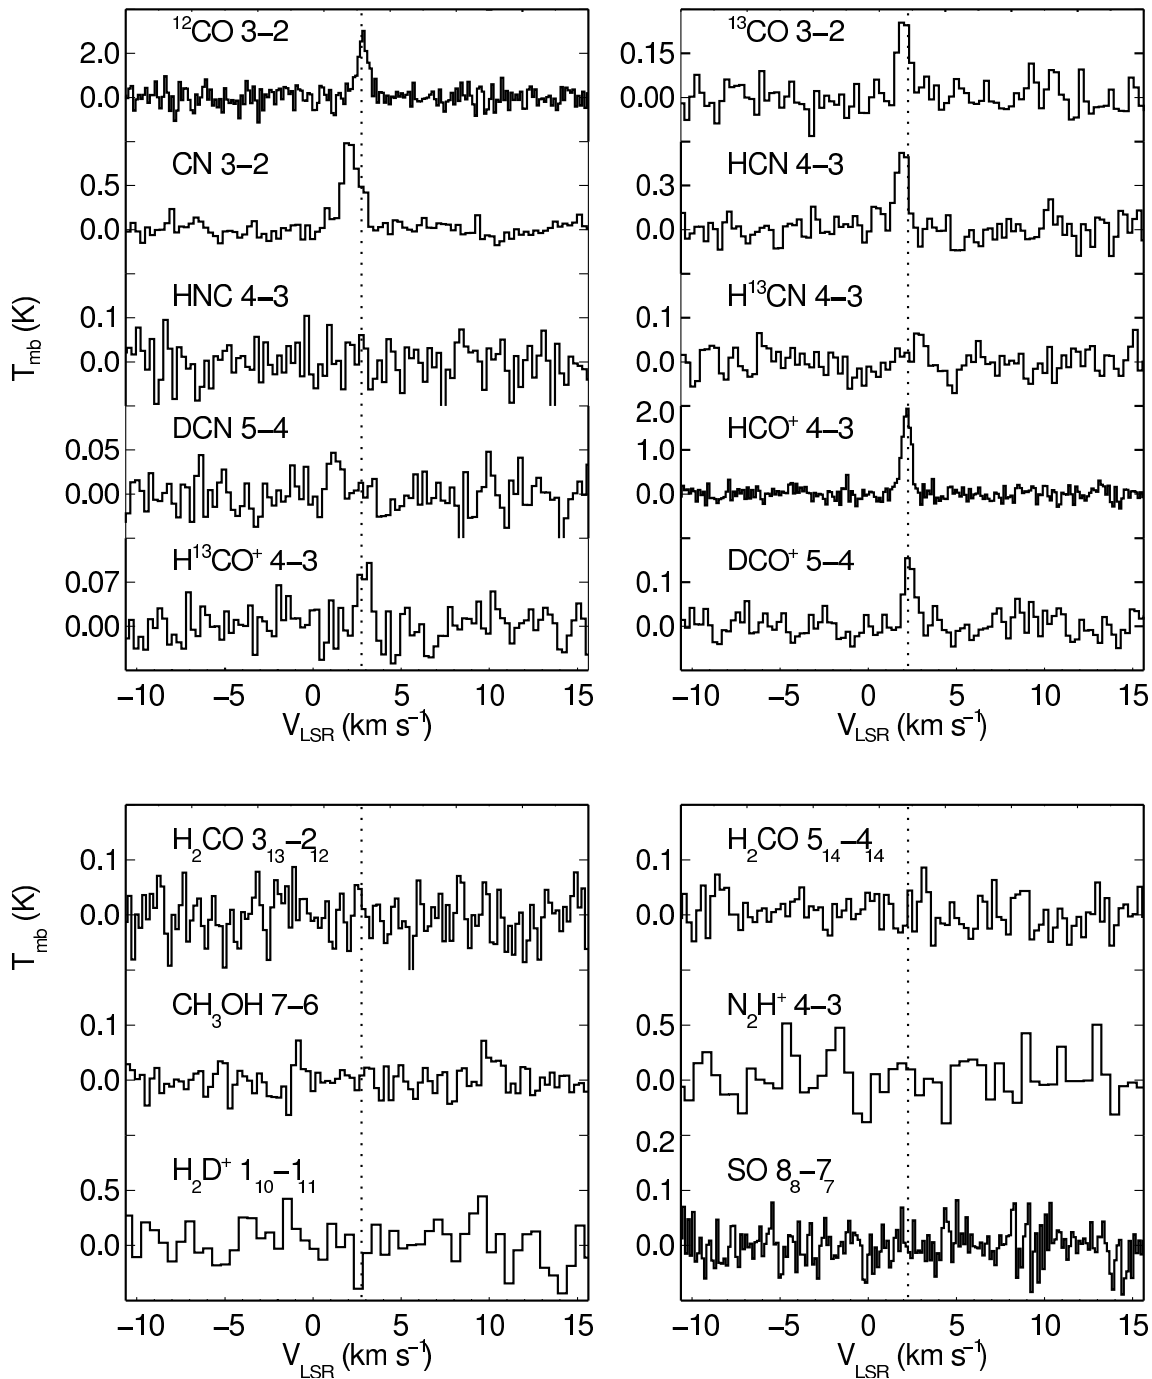 ¹²CO 3−2
2.0
0.0
CN 3−2
0.5
0.0
HNC 4−3
0.1
0.0
DCN 5−4
0.05
0.00
H¹³CO⁺ 4−3
0.07
0.00
T_mb (K)
−10 −5 0 5 10 15
V_LSR (km s⁻¹)
¹³CO 3−2
0.15
0.00
HCN 4−3
0.3
0.0
H¹³CN 4−3
0.1
0.0
HCO⁺ 4−3
2.0
1.0
0.0
DCO⁺ 5−4
0.1
0.0
−10 −5 0 5 10 15
V_LSR (km s⁻¹)
H₂CO 3₁₃−2₁₂
0.1
0.0
CH₃OH 7−6
0.1
0.0
H₂D⁺ 1₁₀−1₁₁
0.5
0.0
T_mb (K)
−10 −5 0 5 10 15
V_LSR (km s⁻¹)
H₂CO 5₁₄−4₁₄
0.1
0.0
N₂H⁺ 4−3
0.5
0.0
SO 8₈−7₇
0.2
0.1
0.0
−10 −5 0 5 10 15
V_LSR (km s⁻¹)